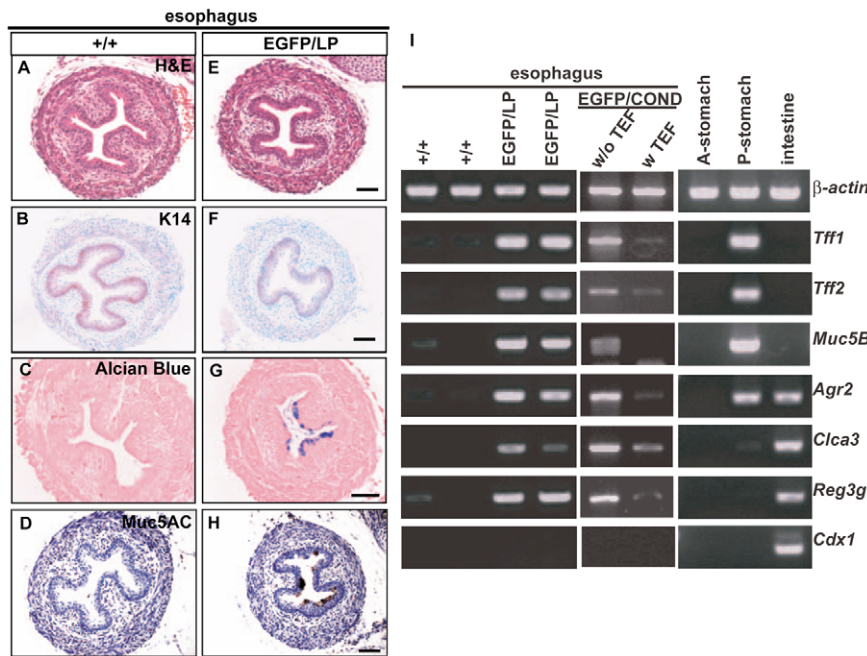 esophagus
+/+ EGFP/LP
A H&E E
B K14 F
C Alcian Blue G
D Muc5AC H
I
esophagus
EGFP/COND
+/+ +/+ EGFP/LP EGFP/LP w/o TEF w TEF A-stomach P-stomach intestine
β-actin
Tff1
Tff2
Muc5B
Agr2
Clca3
Reg3g
Cdx1